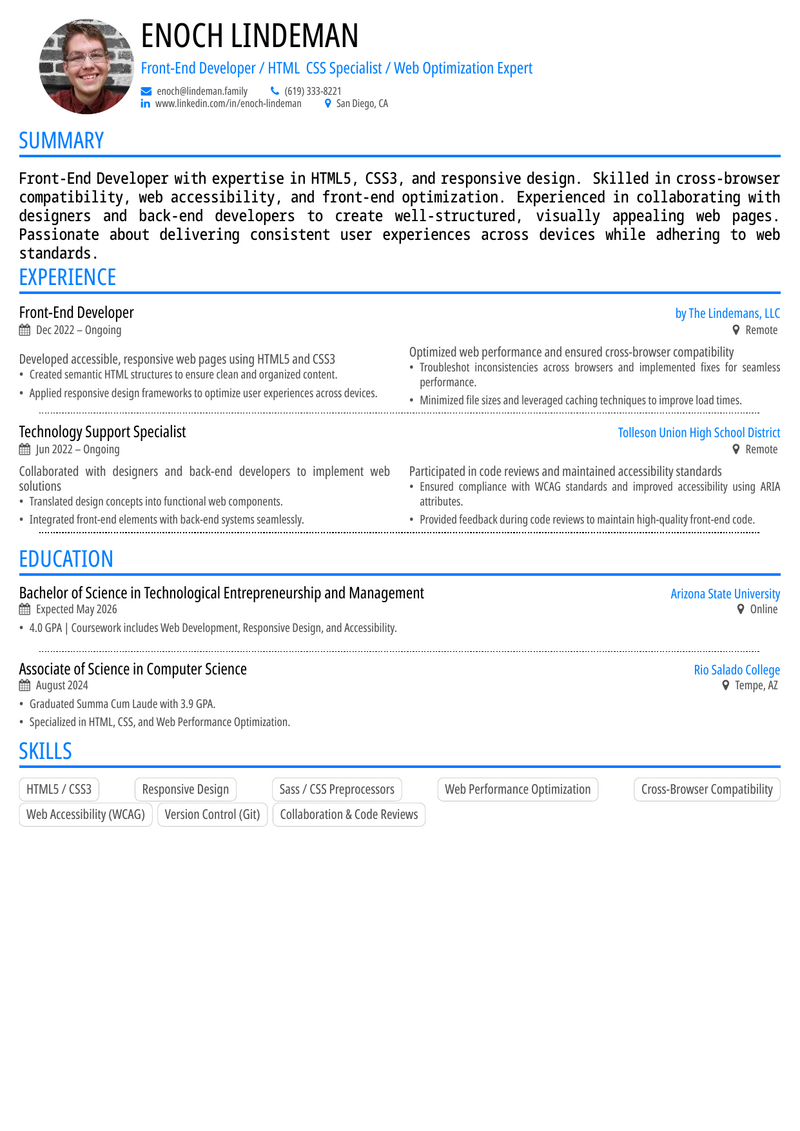 ENOCH LINDEMAN
Front-End Developer / HTML  CSS Specialist / Web Optimization Expert
enoch@lindeman.family (619) 333-8221
www.linkedin.com/in/enoch-lindeman San Diego, CA
SUMMARY
Front-End Developer with expertise in HTML5, CSS3, and responsive design. Skilled in cross-browser
compatibility, web accessibility, and front-end optimization. Experienced in collaborating with
designers and back-end developers to create well-structured, visually appealing web pages.
Passionate about delivering consistent user experiences across devices while adhering to web
standards.
EXPERIENCE
Front-End Developer by The Lindemans, LLC
Dec 2022 – Ongoing Remote
Developed accessible, responsive web pages using HTML5 and CSS3
• Created semantic HTML structures to ensure clean and organized content.
• Applied responsive design frameworks to optimize user experiences across devices.
Optimized web performance and ensured cross-browser compatibility
• Troubleshot inconsistencies across browsers and implemented fixes for seamless
performance.
• Minimized file sizes and leveraged caching techniques to improve load times.
Technology Support Specialist Tolleson Union High School District
Jun 2022 – Ongoing Remote
Collaborated with designers and back-end developers to implement web
solutions
• Translated design concepts into functional web components.
• Integrated front-end elements with back-end systems seamlessly.
Participated in code reviews and maintained accessibility standards
• Ensured compliance with WCAG standards and improved accessibility using ARIA
attributes.
• Provided feedback during code reviews to maintain high-quality front-end code.
EDUCATION
Bachelor of Science in Technological Entrepreneurship and Management Arizona State University
Expected May 2026 Online
• 4.0 GPA | Coursework includes Web Development, Responsive Design, and Accessibility.
Associate of Science in Computer Science Rio Salado College
August 2024 Tempe, AZ
• Graduated Summa Cum Laude with 3.9 GPA.
• Specialized in HTML, CSS, and Web Performance Optimization.
SKILLS
HTML5 / CSS3 Responsive Design Sass / CSS Preprocessors Web Performance Optimization Cross-Browser Compatibility
Web Accessibility (WCAG) Version Control (Git) Collaboration & Code Reviews